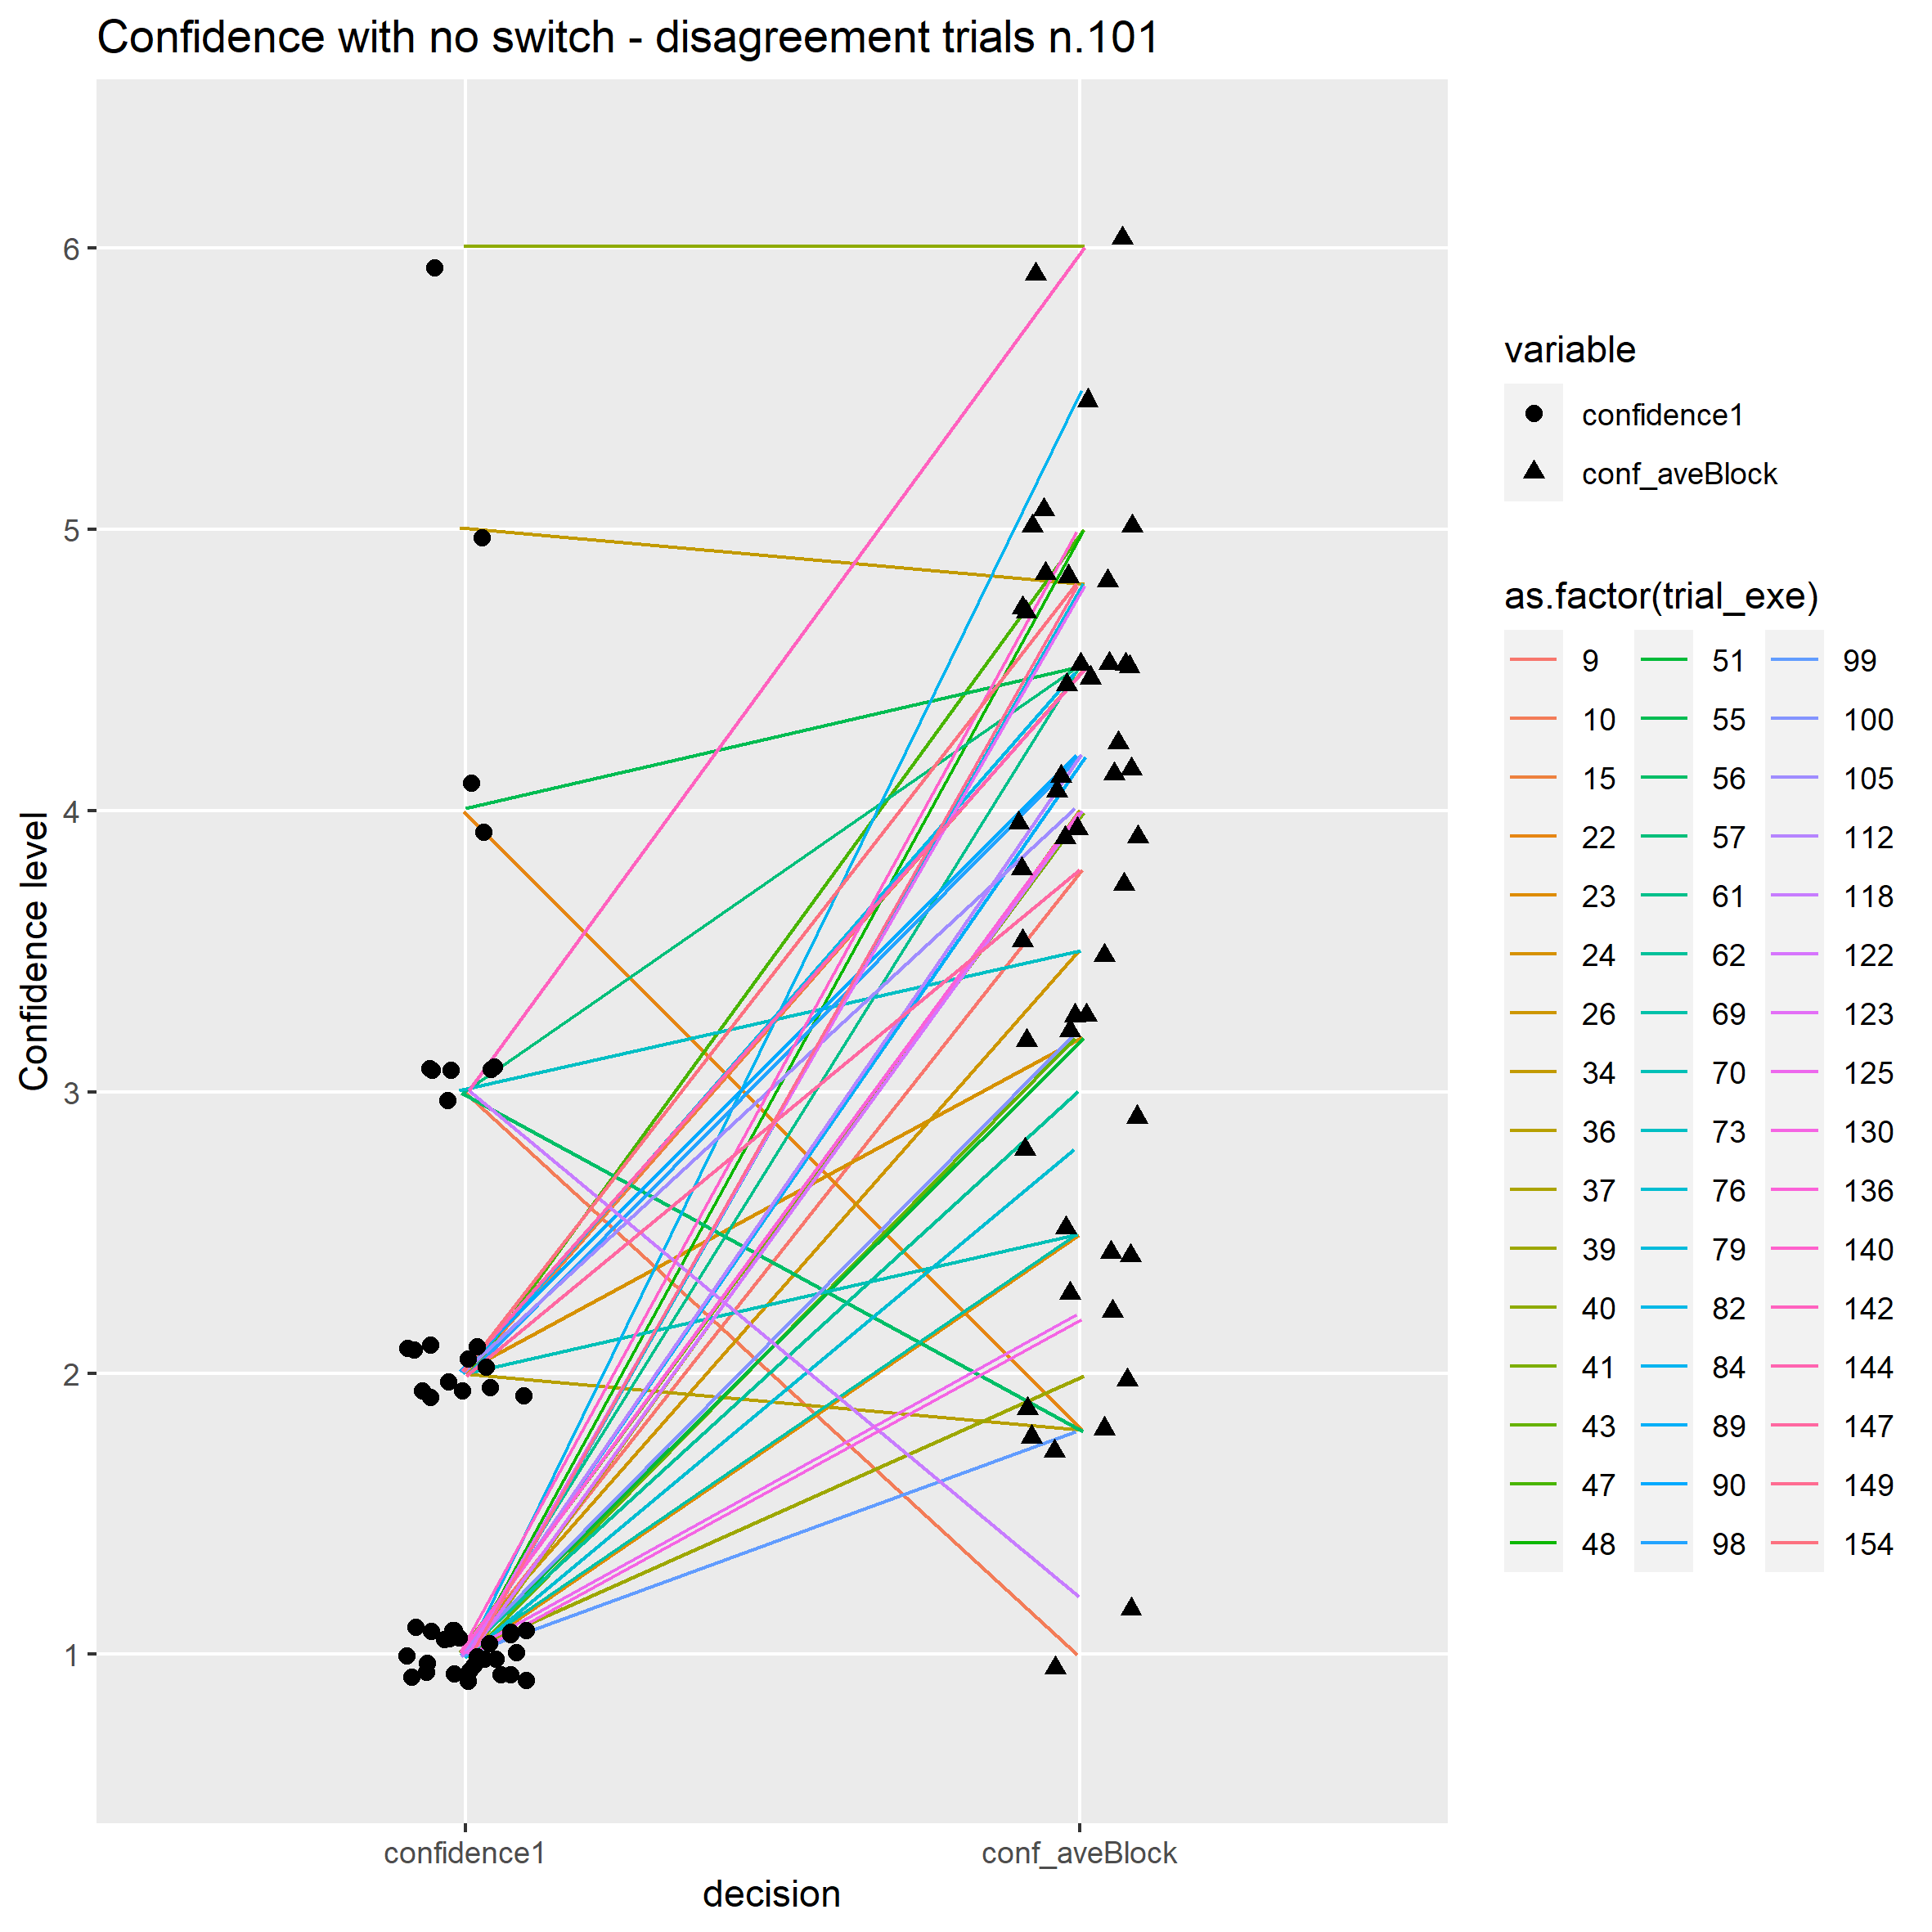 Confidence with no switch - disagreement trials n.101
Confidence level
6
5
4
3
2
1
confidence1
conf_aveBlock
decision
variable
confidence1
conf_aveBlock
as.factor(trial_exe)
9 51 99
10 55 100
15 56 105
22 57 112
23 61 118
24 62 122
26 69 123
34 70 125
36 73 130
37 76 136
39 79 140
40 82 142
41 84 144
43 89 147
47 90 149
48 98 154